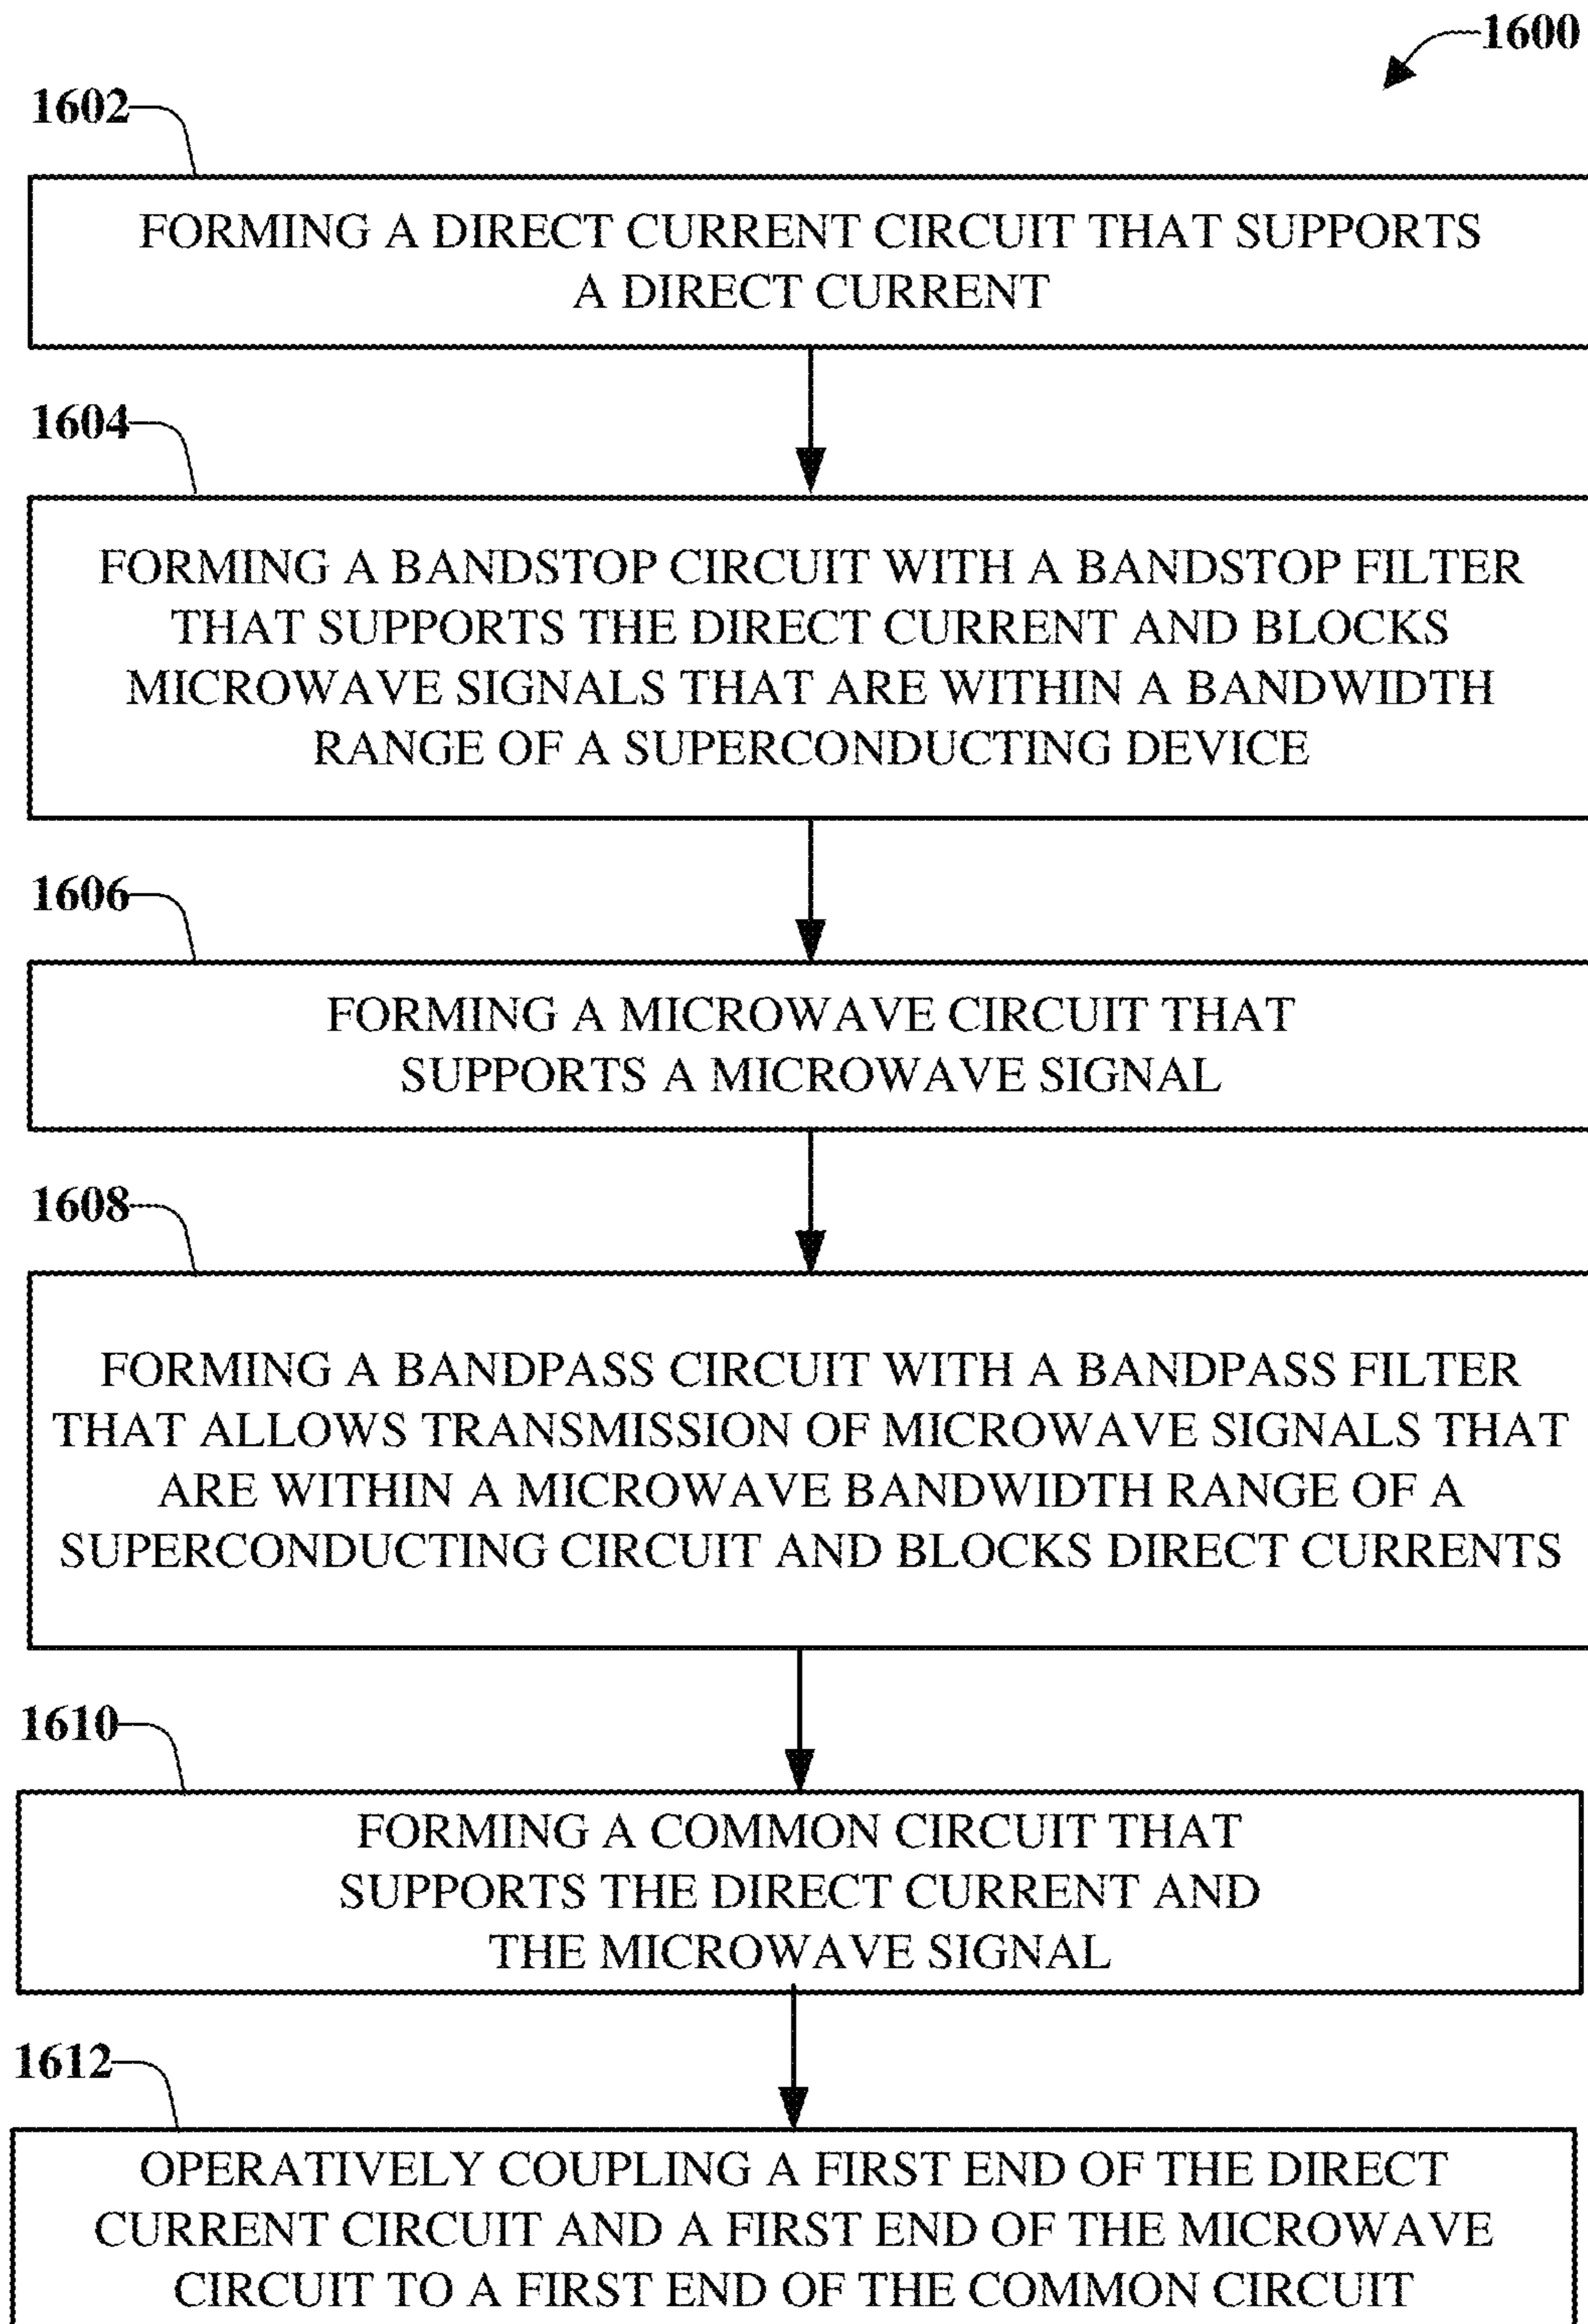 1600
1602
FORMING A DIRECT CURRENT CIRCUIT THAT SUPPORTS
A DIRECT CURRENT
1604
FORMING A BANDSTOP CIRCUIT WITH A BANDSTOP FILTER
THAT SUPPORTS THE DIRECT CURRENT AND BLOCKS
MICROWAVE SIGNALS THAT ARE WITHIN A BANDWIDTH
RANGE OF A SUPERCONDUCTING DEVICE
1606
FORMING A MICROWAVE CIRCUIT THAT
SUPPORTS A MICROWAVE SIGNAL
1608
FORMING A BANDPASS CIRCUIT WITH A BANDPASS FILTER
THAT ALLOWS TRANSMISSION OF MICROWAVE SIGNALS THAT
ARE WITHIN A MICROWAVE BANDWIDTH RANGE OF A
SUPERCONDUCTING CIRCUIT AND BLOCKS DIRECT CURRENTS
1610
FORMING A COMMON CIRCUIT THAT
SUPPORTS THE DIRECT CURRENT AND
THE MICROWAVE SIGNAL
1612
OPERATIVELY COUPLING A FIRST END OF THE DIRECT
CURRENT CIRCUIT AND A FIRST END OF THE MICROWAVE
CIRCUIT TO A FIRST END OF THE COMMON CIRCUIT